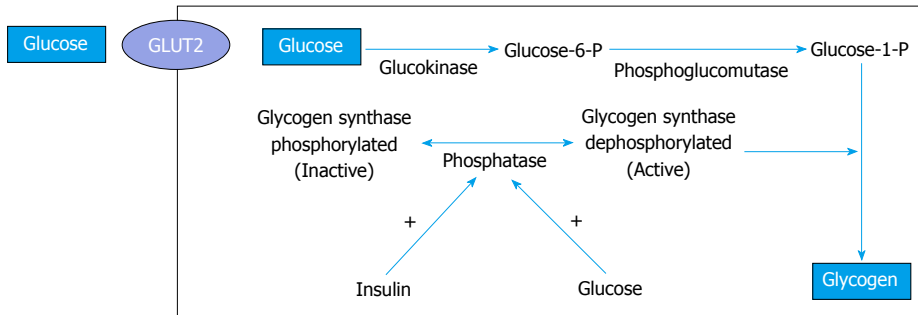 Glucose
GLUT2
Glucose
Glucokinase
Glucose-6-P
Phosphoglucomutase
Glucose-1-P
Glycogen synthase
phosphorylated
(Inactive)
Phosphatase
Glycogen synthase
dephosphorylated
(Active)
+
+
Insulin
Glucose
Glycogen